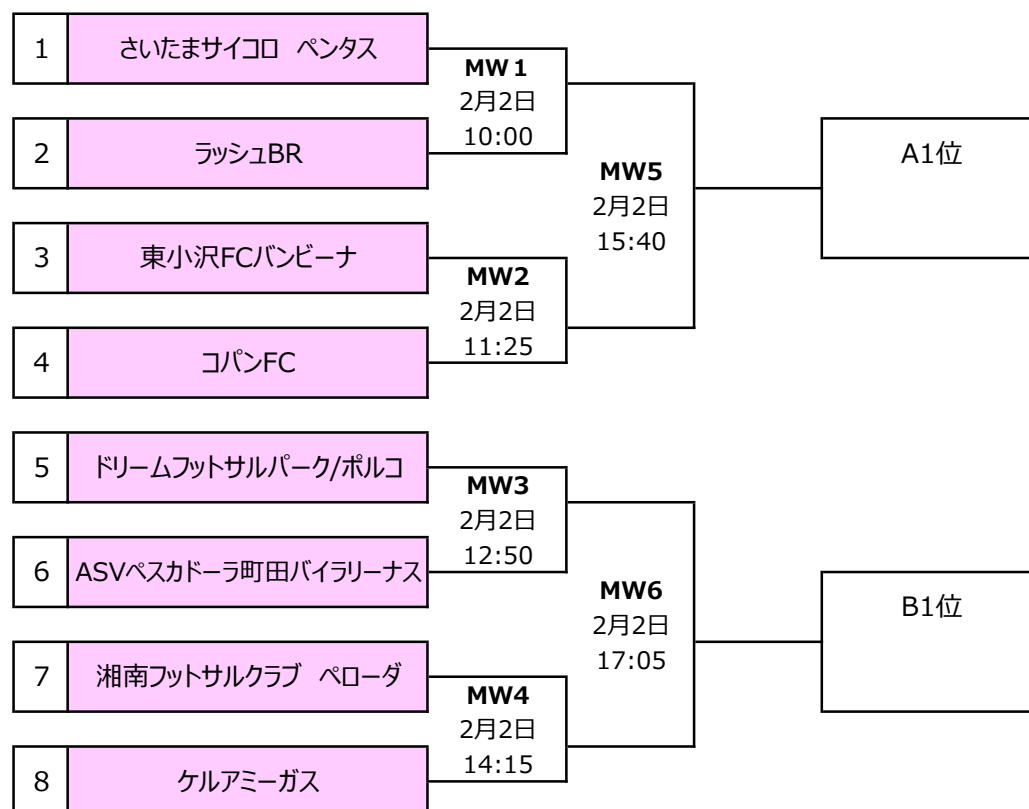 1 さいたまサイコロ　ペンタス
MW１
2月2日
10:00
2 ラッシュBR
MW5
2月2日
15:40
A1位
3 東小沢FCバンビーナ
MW2
2月2日
11:25
4 コパンFC
5 ドリームフットサルパーク/ポルコ
MW3
2月2日
12:50
6 ASVペスカドーラ町田バイラリーナス
MW6
2月2日
17:05
B1位
7 湘南フットサルクラブ　ペローダ
MW4
2月2日
14:15
8 ケルアミーガス